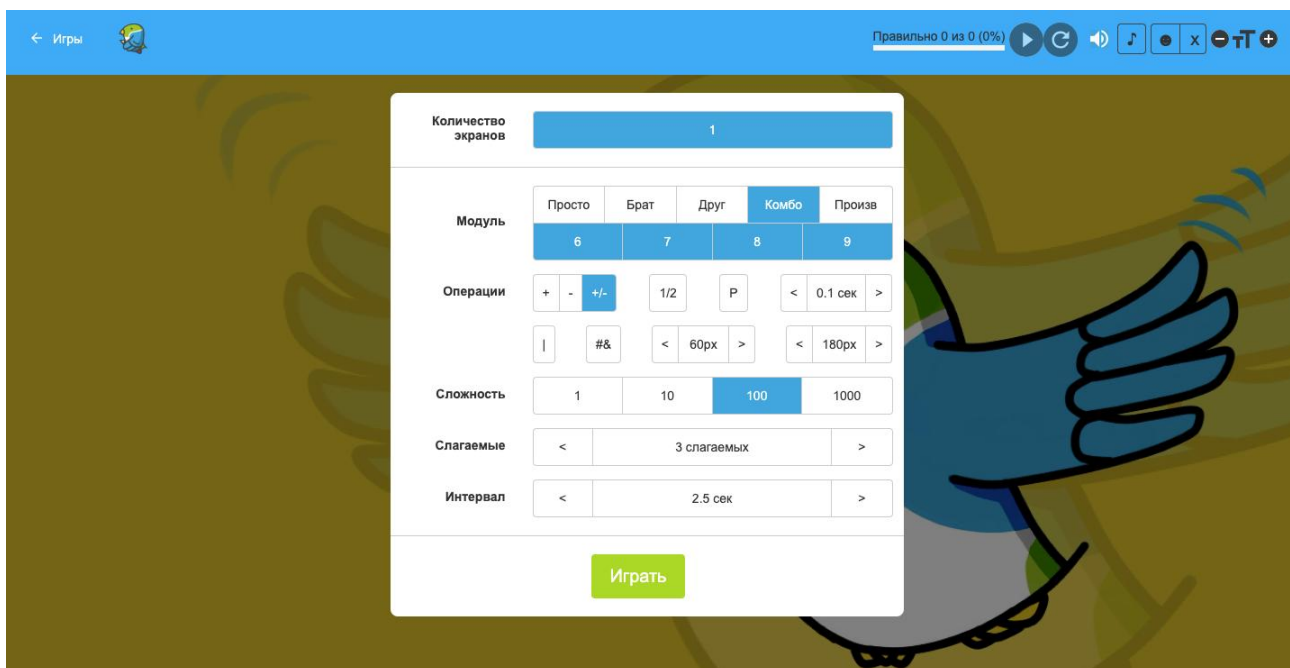 ← Игры
Правильно 0 из 0 (0%)
♪ ☻ X − тТ +
Количество
экранов
1
Модуль
Просто Брат Друг Комбо Произв
6 7 8 9
Операции
+ - +/- 1/2 P < 0.1 сек >
| #& < 60px > < 180px >
Сложность
1 10 100 1000
Слагаемые
< 3 слагаемых >
Интервал
< 2.5 сек >
Играть